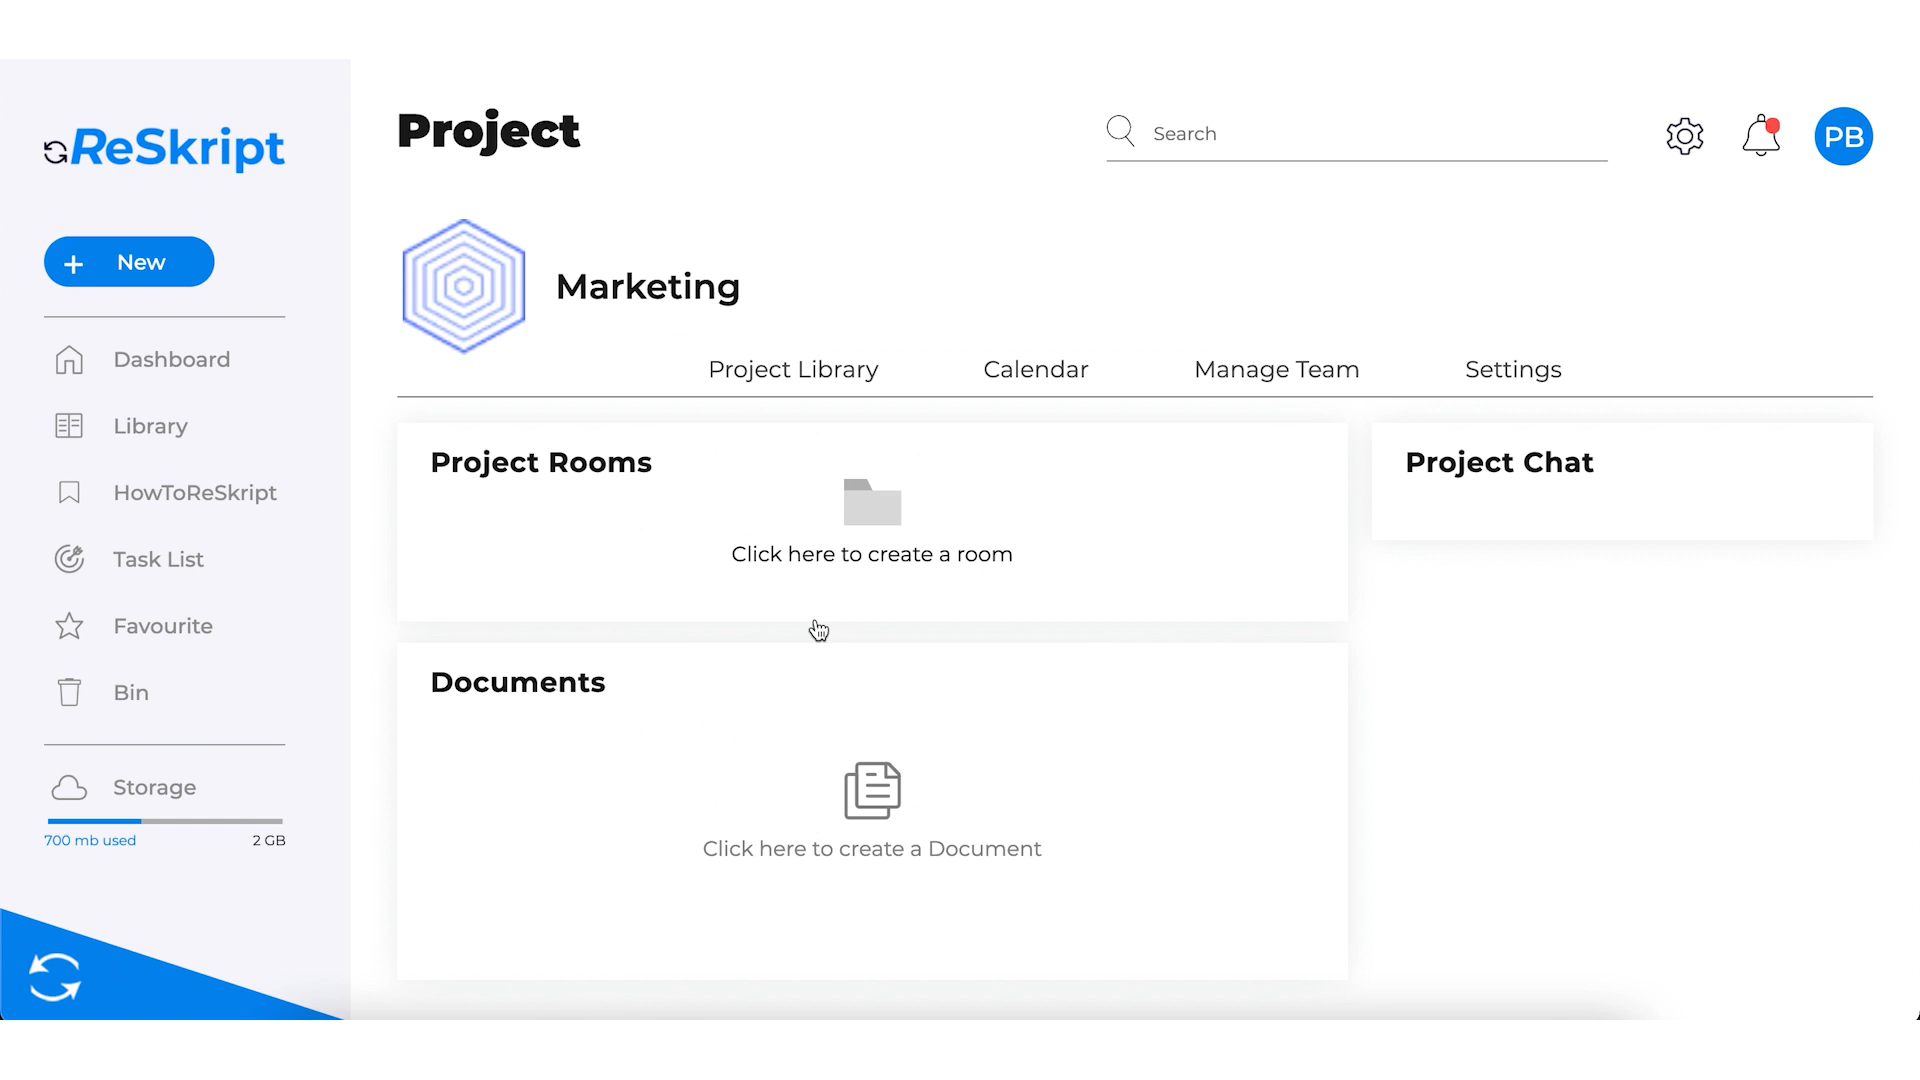 ReSkript
Project
Search
PB
New
Marketing
Dashboard
Library
HowToReSkript
Task List
Favourite
Bin
Storage
700 mb used
2 GB
Project Library
Calendar
Manage Team
Settings
Project Rooms
Click here to create a room
Project Chat
Documents
Click here to create a Document